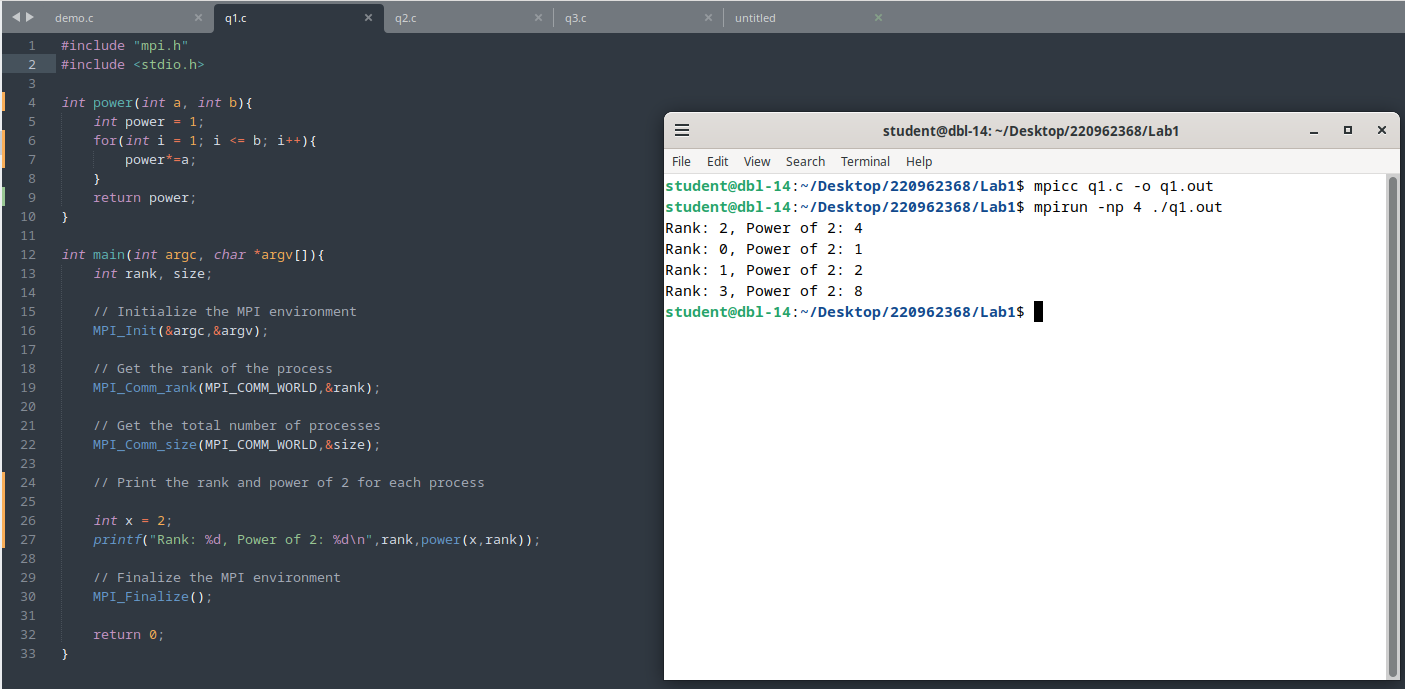 demo.c
q1.c
q2.c
q3.c
untitled
1 #include "mpi.h"
2 #include <stdio.h>
3
4 int power(int a, int b){
5     int power = 1;
6     for(int i = 1; i <= b; i++){
7         power*=a;
8     }
9     return power;
10 }
11
12 int main(int argc, char *argv[]){
13     int rank, size;
14
15     // Initialize the MPI environment
16     MPI_Init(&argc,&argv);
17
18     // Get the rank of the process
19     MPI_Comm_rank(MPI_COMM_WORLD,&rank);
20
21     // Get the total number of processes
22     MPI_Comm_size(MPI_COMM_WORLD,&size);
23
24     // Print the rank and power of 2 for each process
25
26     int x = 2;
27     printf("Rank: %d, Power of 2: %d\n",rank,power(x,rank));
28
29     // Finalize the MPI environment
30     MPI_Finalize();
31
32     return 0;
33 }
student@dbl-14: ~/Desktop/220962368/Lab1
File Edit View Search Terminal Help
student@dbl-14:~/Desktop/220962368/Lab1$ mpicc q1.c -o q1.out
student@dbl-14:~/Desktop/220962368/Lab1$ mpirun -np 4 ./q1.out
Rank: 2, Power of 2: 4
Rank: 0, Power of 2: 1
Rank: 1, Power of 2: 2
Rank: 3, Power of 2: 8
student@dbl-14:~/Desktop/220962368/Lab1$